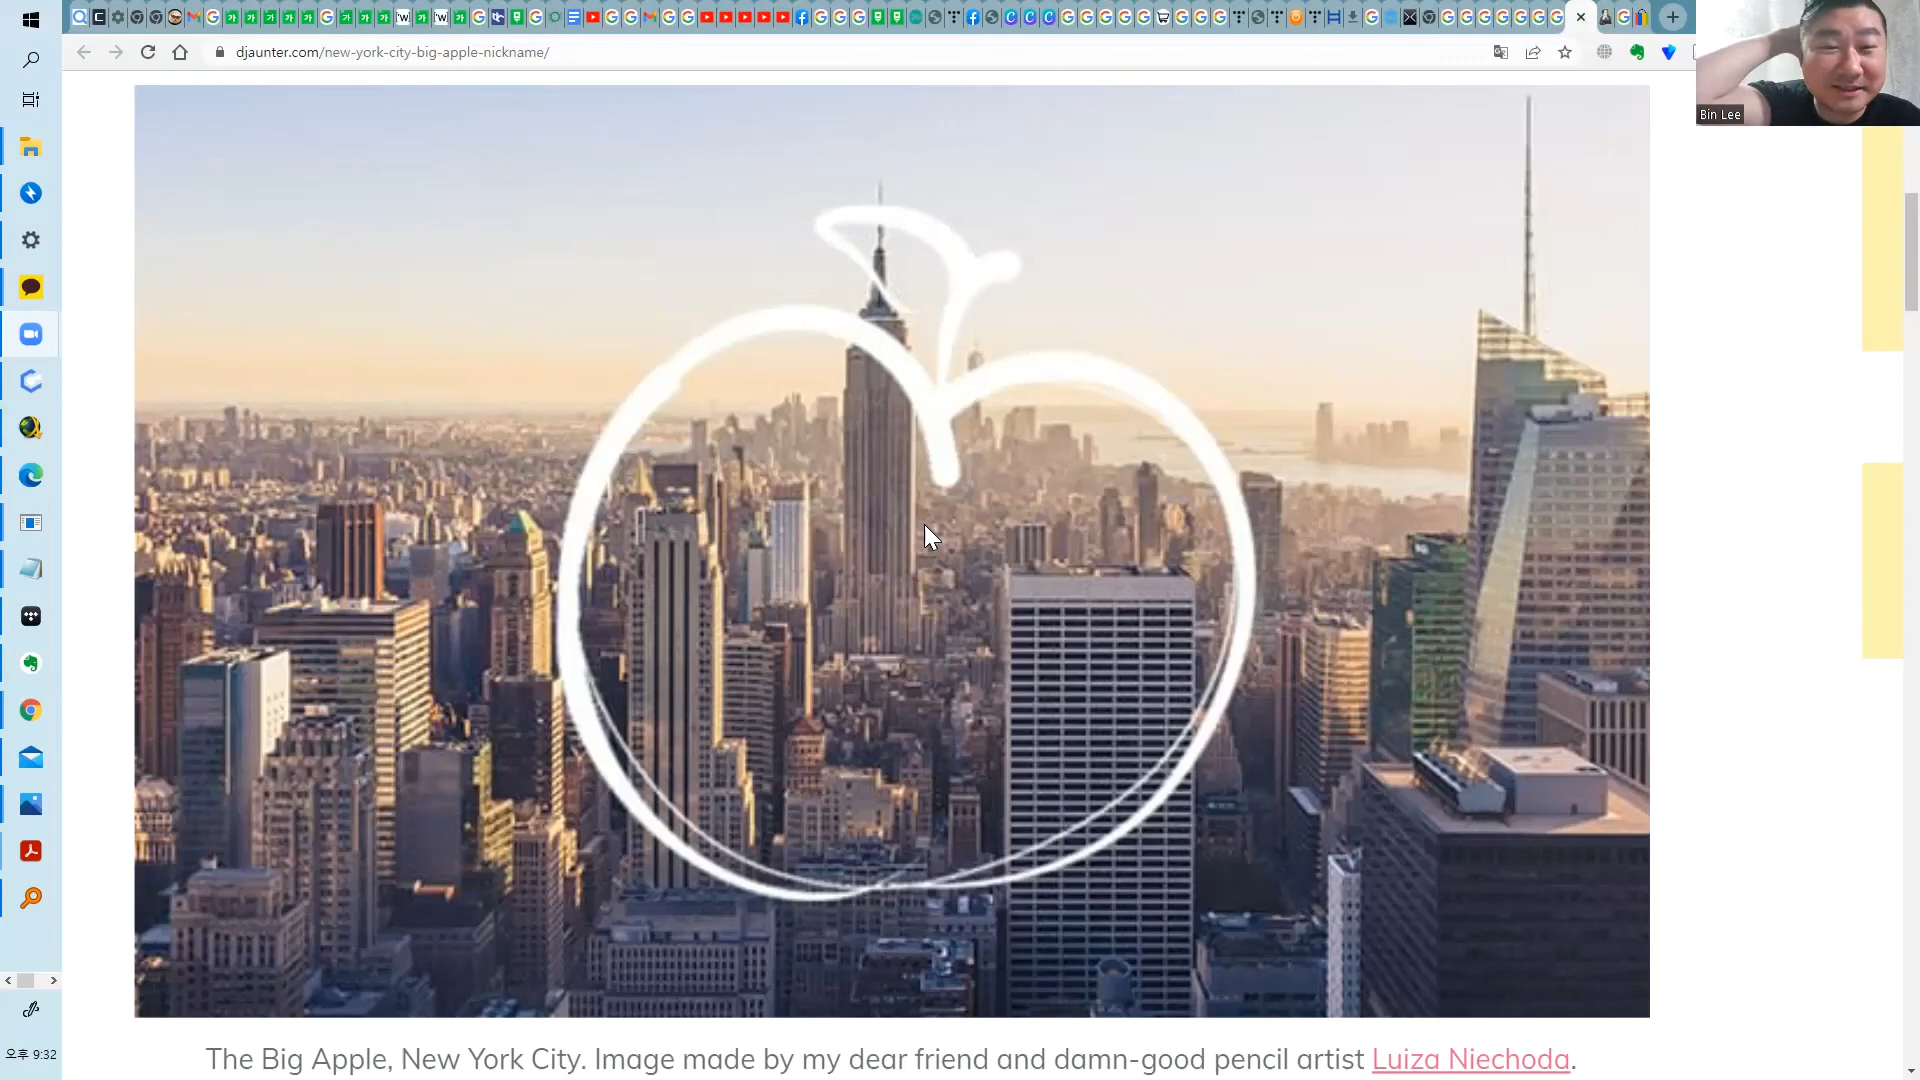 djaunter.com/new-york-city-big-apple-nickname/
Bin Lee
The Big Apple, New York City. Image made by my dear friend and damn-good pencil artist Luiza Niechoda.
오후 9:32